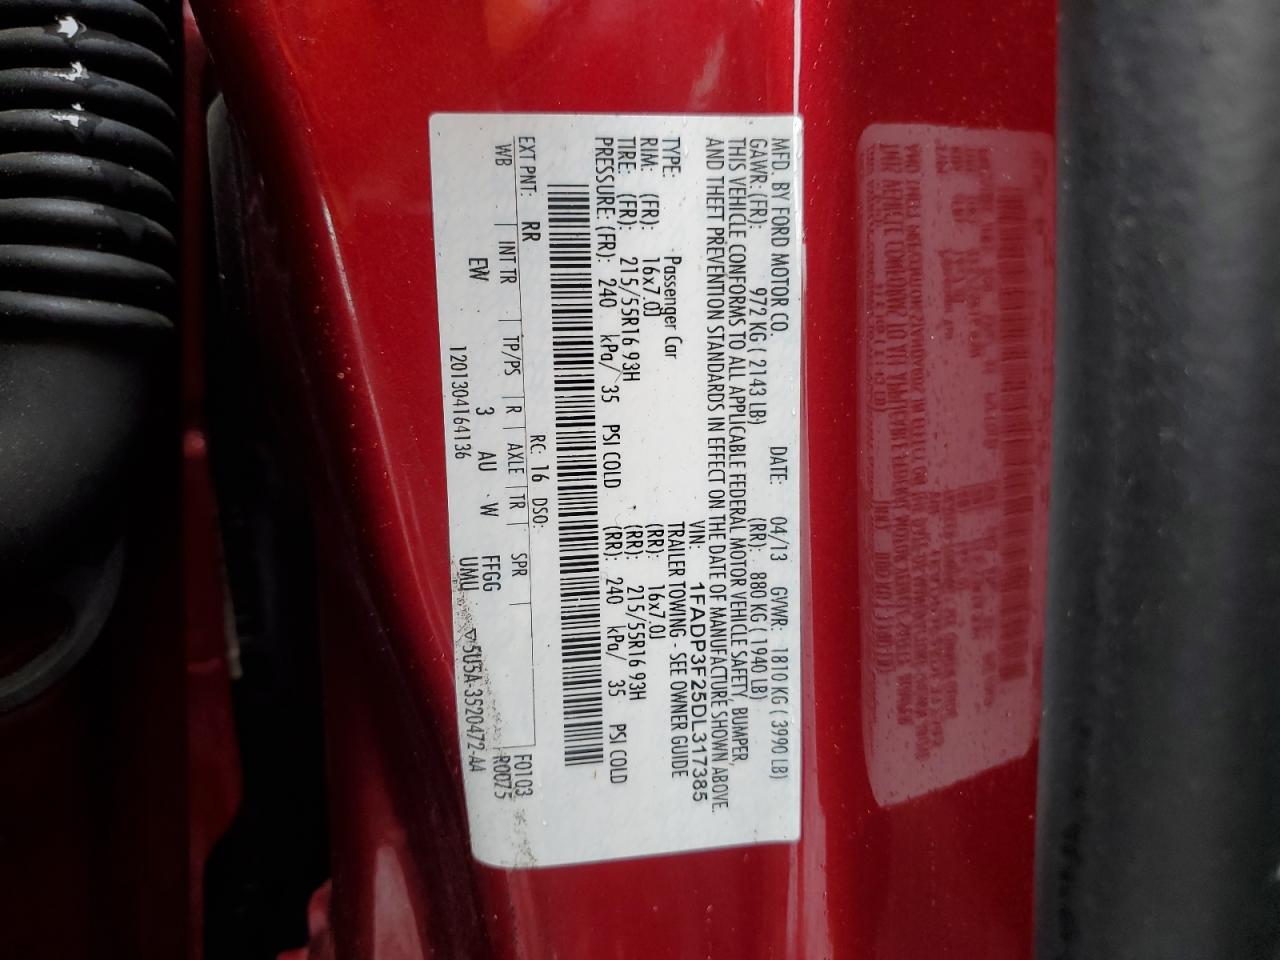 MFD. BY FORD MOTOR CO. DATE: 04/13 GVWR: 1810 KG ( 3990 LB)
GAWR: (FR): 972 KG ( 2143 LB) (RR): 880 KG ( 1940 LB)
THIS VEHICLE CONFORMS TO ALL APPLICABLE FEDERAL MOTOR VEHICLE SAFETY, BUMPER,
AND THEFT PREVENTION STANDARDS IN EFFECT ON THE DATE OF MANUFACTURE SHOWN ABOVE.
VIN: 1FADP3F25DL317385
TYPE: Passenger Car TRAILER TOWING - SEE OWNER GUIDE
RIM: (FR): 16x7.0J (RR): 16x7.0J
TIRE: (FR): 215/55R16 93H (RR): 215/55R16 93H
PRESSURE: (FR): 240 kPa/ 35 PSI COLD (RR): 240 kPa/ 35 PSI COLD
RC: 16 DSO:
EXT PNT: RR F0103
WB INT TR TP/PS R AXLE TR SPR R0075
EW 3 AU W FFGG
UMU
1201304164136 5U5A-3520472-AA